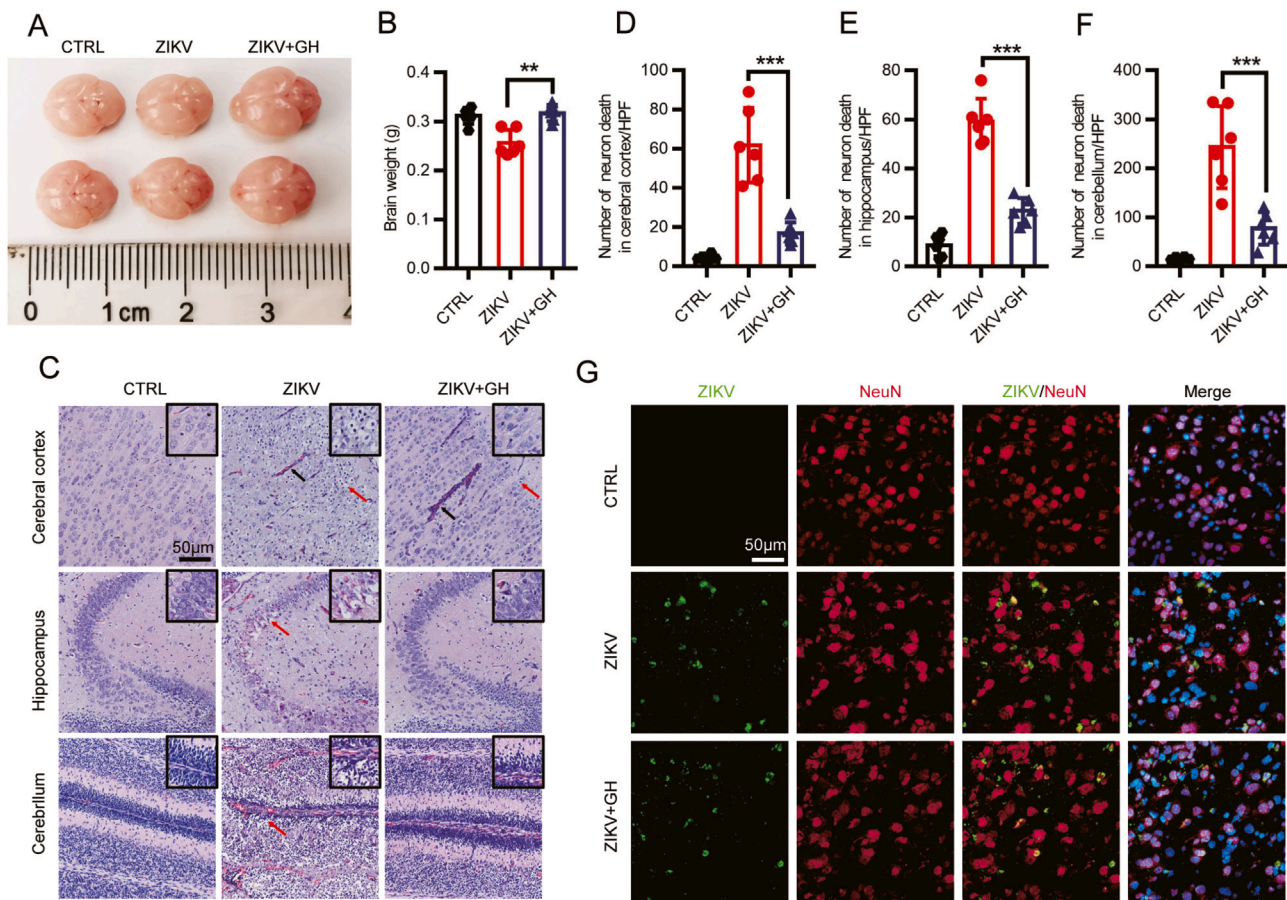 A
CTRL
ZIKV
ZIKV+GH
0
1 cm
2
3
4
B
**
Brain weight (g)
0.4
0.3
0.3
0.1
0.0
CTRL
ZIKV
ZIKV+GH
D
***
Number of neuron death
in cerebral cortex/HPF
100
80
60
40
20
0
CTRL
ZIKV
ZIKV+GH
E
***
Number of neuron death
in hippocampus/HPF
80
60
40
20
0
CTRL
ZIKV
ZIKV+GH
F
***
Number of neuron death
in cerebellum/HPF
400
300
200
100
0
CTRL
ZIKV
ZIKV+GH
C
CTRL
ZIKV
ZIKV+GH
Cerebral cortex
50μm
Hippocampus
Cerebrllum
G
ZIKV
NeuN
ZIKV/NeuN
Merge
CTRL
50μm
ZIKV
ZIKV+GH